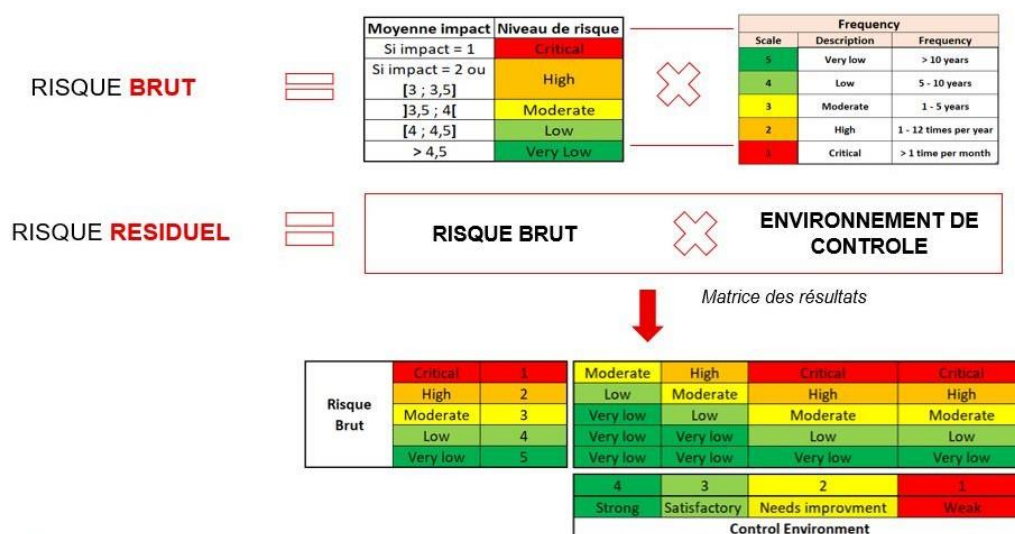 Moyenne impact Niveau de risque
Si impact = 1 Critical
Si impact = 2 ou
[3 ; 3,5] High
]3,5 ; 4[ Moderate
[4 ; 4,5] Low
> 4,5 Very Low
Frequency
Scale Description Frequency
5 Very low > 10 years
4 Low 5 - 10 years
3 Moderate 1 - 5 years
2 High 1 - 12 times per year
1 Critical > 1 time per month
RISQUE BRUT
RISQUE RESIDUEL
RISQUE BRUT
ENVIRONNEMENT DE
CONTROLE
Matrice des résultats
Risque
Brut
Critical 1 Moderate High Critical Critical
High 2 Low Moderate High High
Moderate 3 Very low Low Moderate Moderate
Low 4 Very low Very low Low Low
Very low 5 Very low Very low Very low Very low
4 3 2 1
Strong Satisfactory Needs improvment Weak
Control Environment